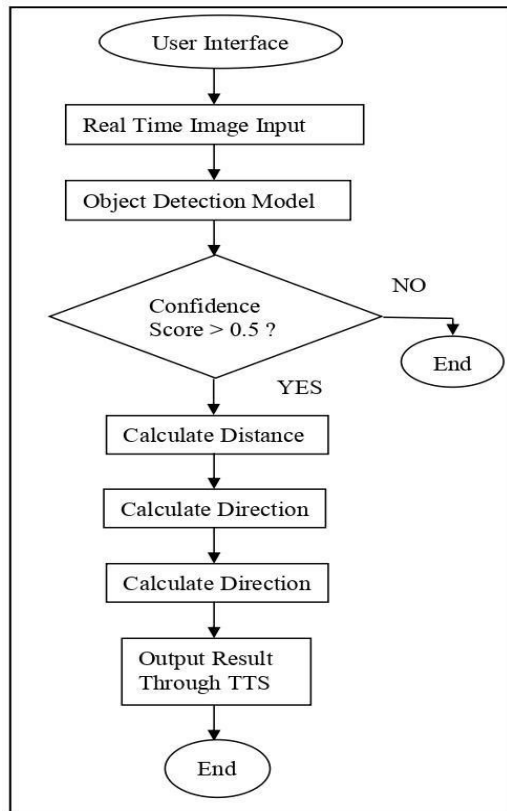 User Interface
Real Time Image Input
Object Detection Model
Confidence
Score > 0.5 ?
NO
End
YES
Calculate Distance
Calculate Direction
Calculate Direction
Output Result
Through TTS
End